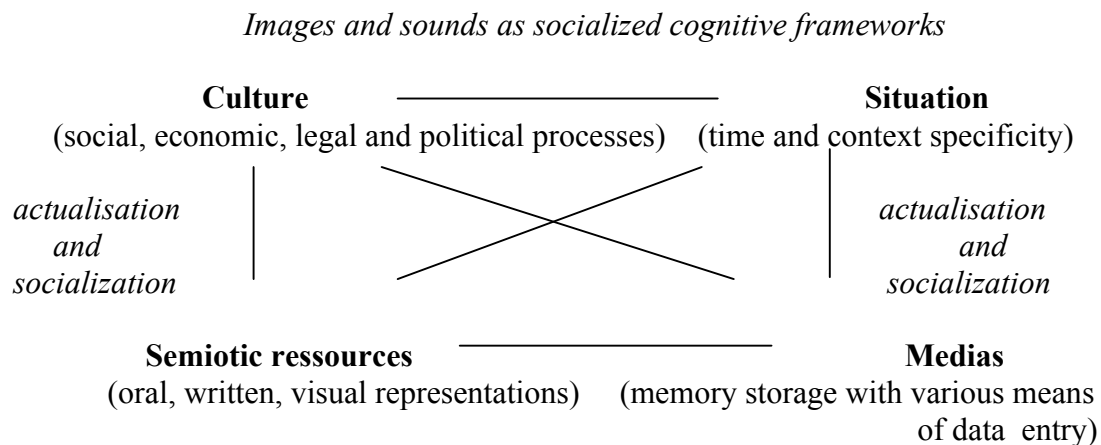 Images and sounds as socialized cognitive frameworks
Culture Situation
(social, economic, legal and political processes) (time and context specificity)
actualisation actualisation
and and
socialization socialization
Semiotic ressources Medias
(oral, written, visual representations) (memory storage with various means
of data entry)